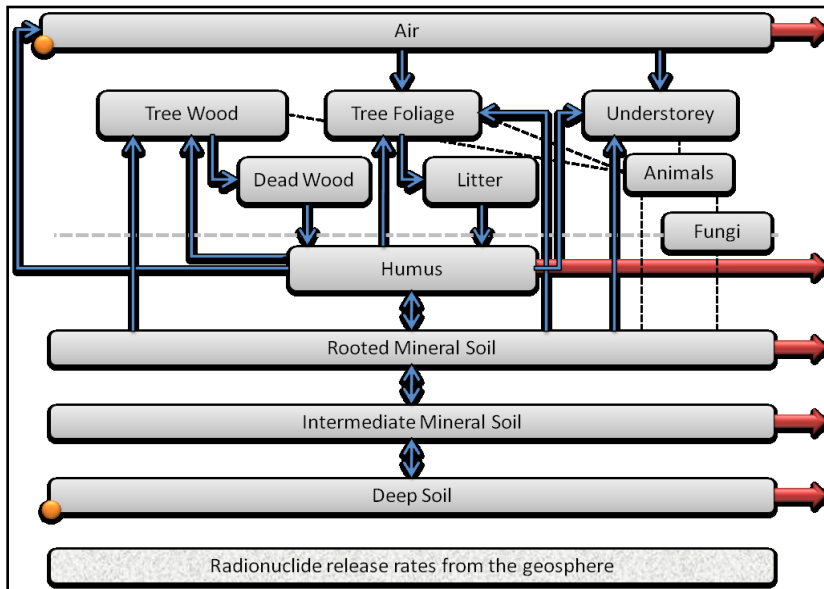 Air
Tree Wood
Tree Foliage
Understorey
Dead Wood
Litter
Animals
Fungi
Humus
Rooted Mineral Soil
Intermediate Mineral Soil
Deep Soil
Radionuclide release rates from the geosphere